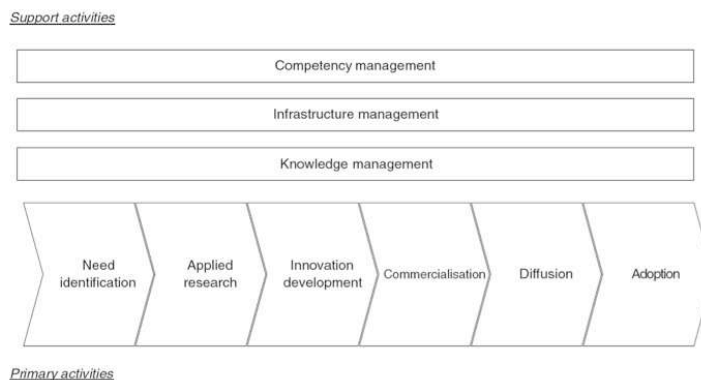 Support activities
Competency management
Infrastructure management
Knowledge management
Need
identification
Applied
research
Innovation
development
Commercialisation
Diffusion
Adoption
Primary activities